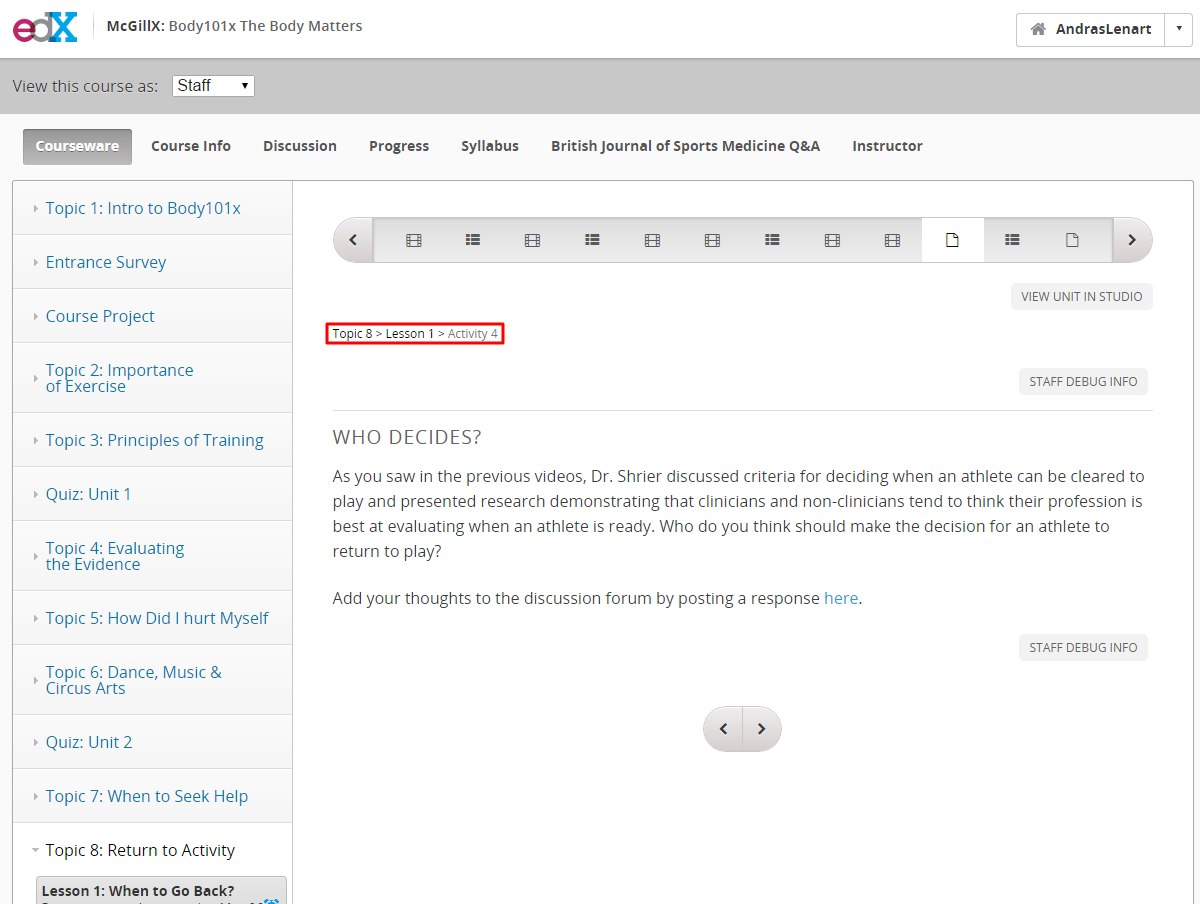 edX
McGillX: Body101x The Body Matters
AndrasLenart
View this course as: Staff
Courseware
Course Info
Discussion
Progress
Syllabus
British Journal of Sports Medicine Q&A
Instructor
Topic 1: Intro to Body101x
Entrance Survey
Course Project
Topic 2: Importance
of Exercise
Topic 3: Principles of Training
Quiz: Unit 1
Topic 4: Evaluating
the Evidence
Topic 5: How Did I hurt Myself
Topic 6: Dance, Music &
Circus Arts
Quiz: Unit 2
Topic 7: When to Seek Help
Topic 8: Return to Activity
Lesson 1: When to Go Back?
VIEW UNIT IN STUDIO
Topic 8 > Lesson 1 > Activity 4
STAFF DEBUG INFO
WHO DECIDES?
As you saw in the previous videos, Dr. Shrier discussed criteria for deciding when an athlete can be cleared to
play and presented research demonstrating that clinicians and non-clinicians tend to think their profession is
best at evaluating when an athlete is ready. Who do you think should make the decision for an athlete to
return to play?
Add your thoughts to the discussion forum by posting a response here.
STAFF DEBUG INFO